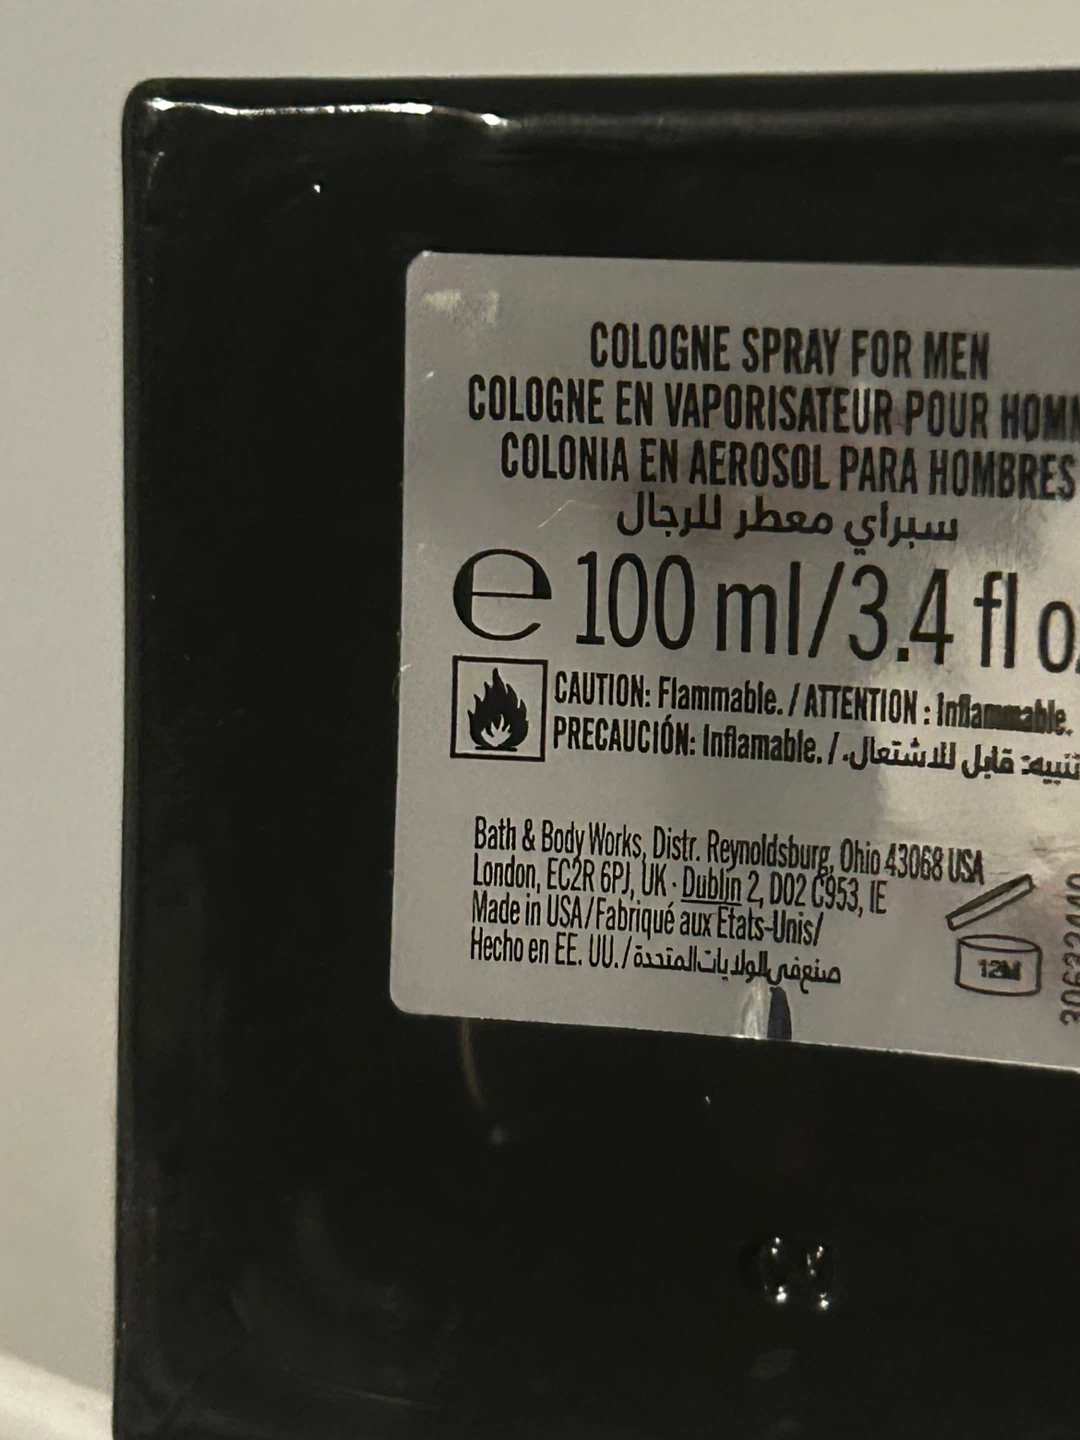 COLOGNE SPRAY FOR MEN
COLOGNE EN VAPORISATEUR POUR HOMM
COLONIA EN AEROSOL PARA HOMBRES
سبراي معطر للرجال
e 100 ml/3.4 fl oz
CAUTION: Flammable. / ATTENTION : Inflammable.
PRECAUCIÓN: Inflamable. / تنبيه: قابل للاشتعال.
Bath & Body Works, Distr. Reynoldsburg, Ohio 43068 USA
London, EC2R 6PJ, UK · Dublin 2, D02 C953, IE
Made in USA/Fabriqué aux États-Unis/
Hecho en EE. UU./صنع في الولايات المتحدة
12M